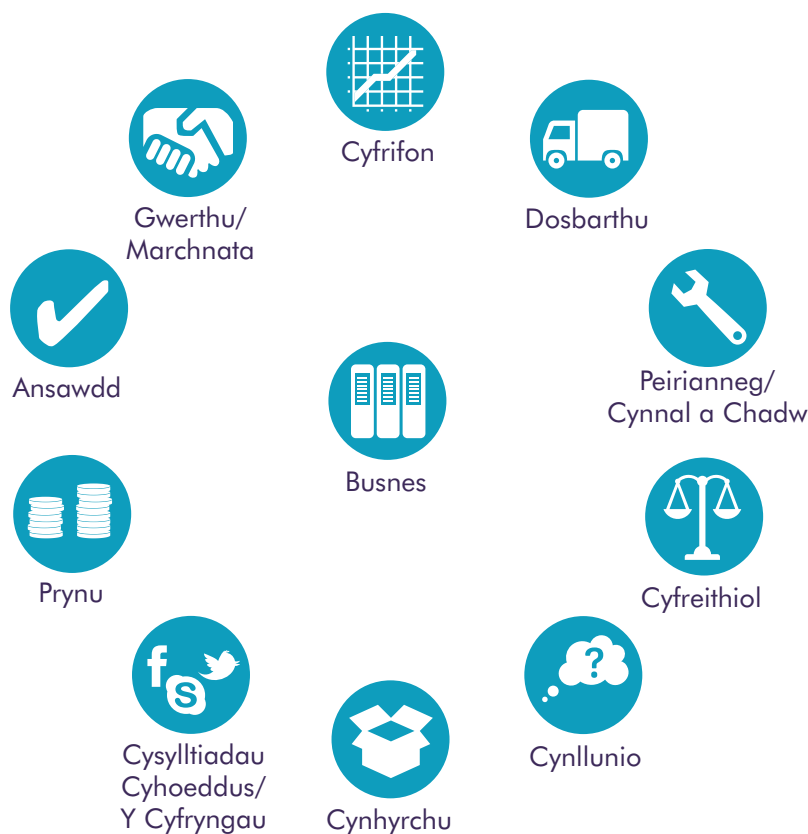 Cyfrifon
Dosbarthu
Peirianneg/
Cynnal a Chadw
Cyfreithiol
Cynllunio
Cynhyrchu
Cysylltiadau
Cyhoeddus/
Y Cyfryngau
Prynu
Ansawdd
Gwerthu/
Marchnata
Busnes
?
f
S